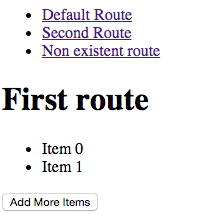 Default Route
Second Route
Non existent route
First route
Item 0
Item 1
Add More Items